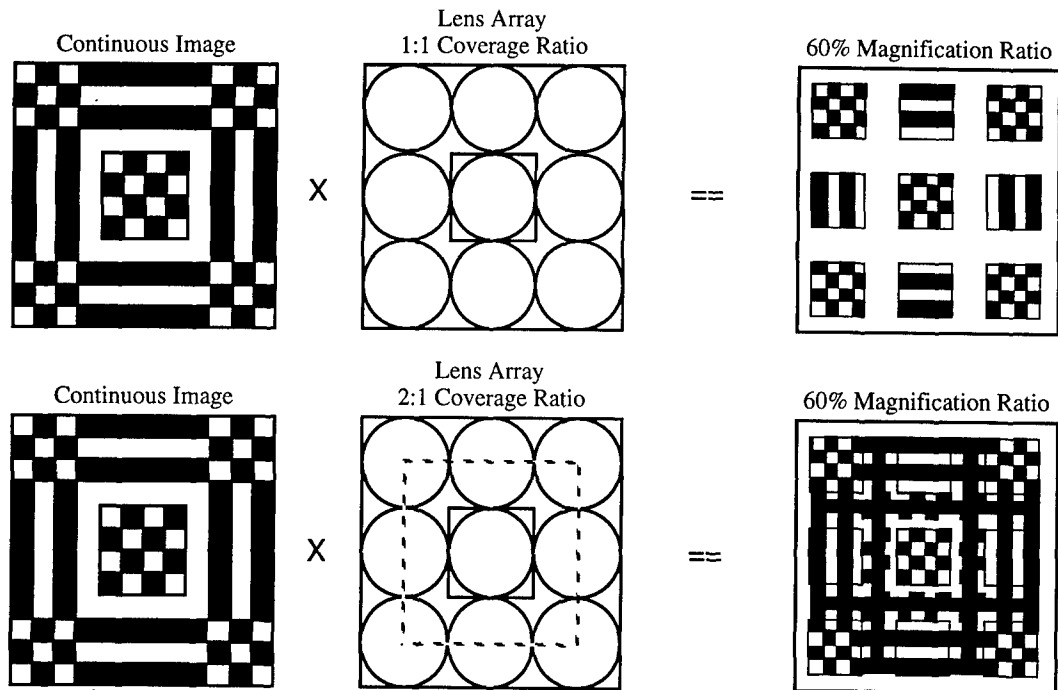 Continuous Image
Lens Array
1:1 Coverage Ratio
60% Magnification Ratio
X
==
Continuous Image
Lens Array
2:1 Coverage Ratio
60% Magnification Ratio
X
==